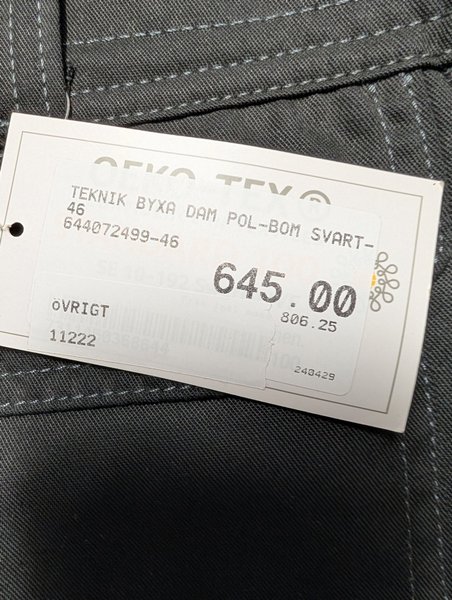 OEKO-TEX®
TEKNIK BYXA DAM POL-BOM SVART-
46
644072499-46
645.00
806.25
öVRIGT
11222
240429